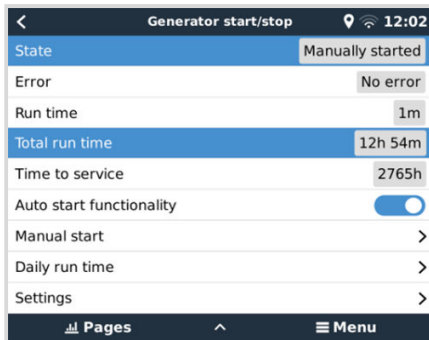 Generator start/stop 12:02
State Manually started
Error No error
Run time 1m
Total run time 12h 54m
Time to service 2765h
Auto start functionality
Manual start
Daily run time
Settings
Pages Menu